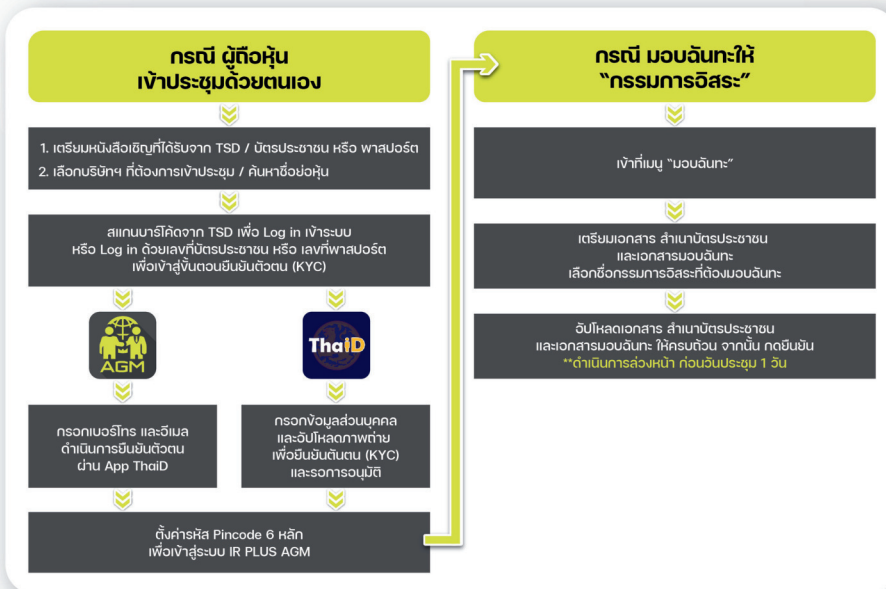 กรณี ผู้ถือหุ้น
เข้าประชุมด้วยตนเอง
1. เตรียมหนังสือเชิญที่ได้รับจาก TSD / บัตรประชาชน หรือ พาสปอร์ต
2. เลือกบริษัทฯ ที่ต้องการเข้าประชุม / ค้นหาชื่อย่อหุ้น
สแกนบาร์โค้ดจาก TSD เพื่อ Log in เข้าระบบ
หรือ Log in ด้วยเลขที่บัตรประชาชน หรือ เลขที่พาสปอร์ต
เพื่อเข้าสู่ขั้นตอนยืนยันตัวตน (KYC)
AGM
ThaiD
กรอกเบอร์โทร และอีเมล
ดำเนินการยืนยันตัวตน
ผ่าน App ThaiD
กรอกข้อมูลส่วนบุคคล
และอัปโหลดภาพถ่าย
เพื่อยืนยันตันตน (KYC)
และรอการอนุมัติ
ตั้งค่ารหัส Pincode 6 หลัก
เพื่อเข้าสู่ระบบ IR PLUS AGM
กรณี มอบฉันทะให้
“กรรมการอิสระ”
เข้าที่เมนู “มอบฉันทะ”
เตรียมเอกสาร สำเนาบัตรประชาชน
และเอกสารมอบฉันทะ
เลือกชื่อกรรมการอิสระที่ต้องมอบฉันทะ
อัปโหลดเอกสาร สำเนาบัตรประชาชน
และเอกสารมอบฉันทะ ให้ครบถ้วน จากนั้น กดยืนยัน
**ดำเนินการล่วงหน้า ก่อนวันประชุม 1 วัน